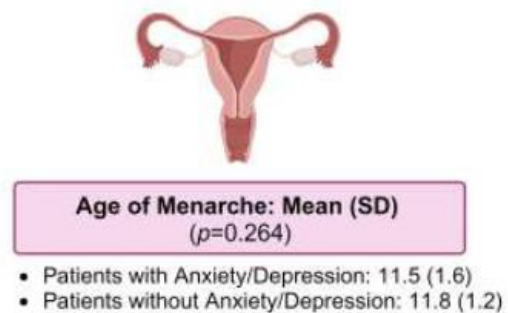 Age of Menarche: Mean (SD)
(p=0.264)
• Patients with Anxiety/Depression: 11.5 (1.6)
• Patients without Anxiety/Depression: 11.8 (1.2)